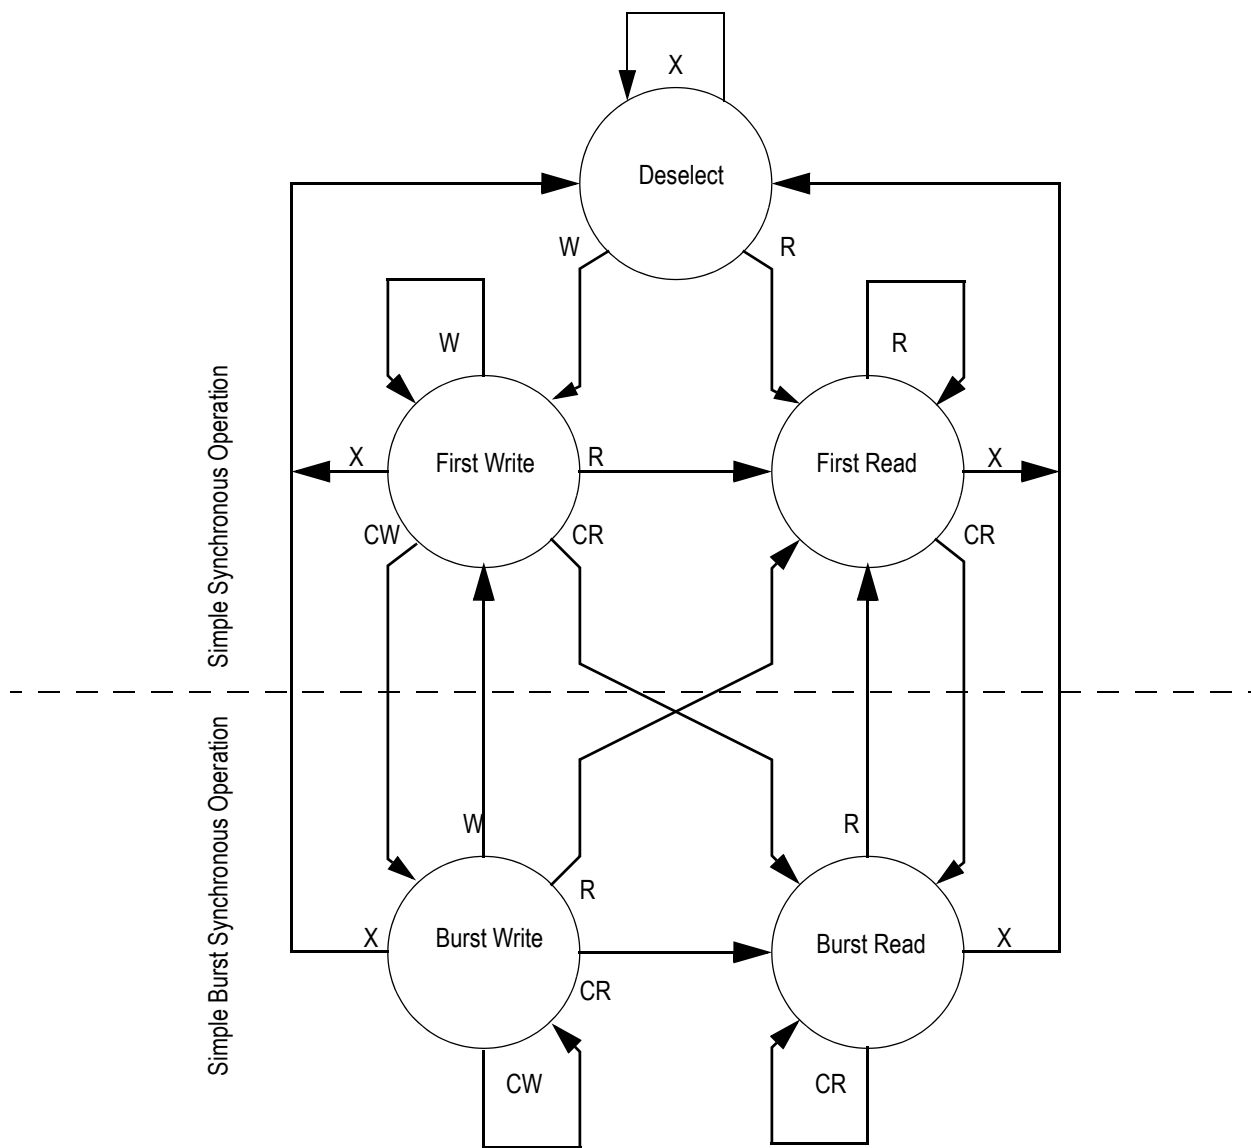 X
Deselect
W
R
W
R
Simple Synchronous Operation
X
First Write
R
First Read
X
CW
CR
CR
Simple Burst Synchronous Operation
W
R
R
X
Burst Write
Burst Read
X
CR
CW
CR